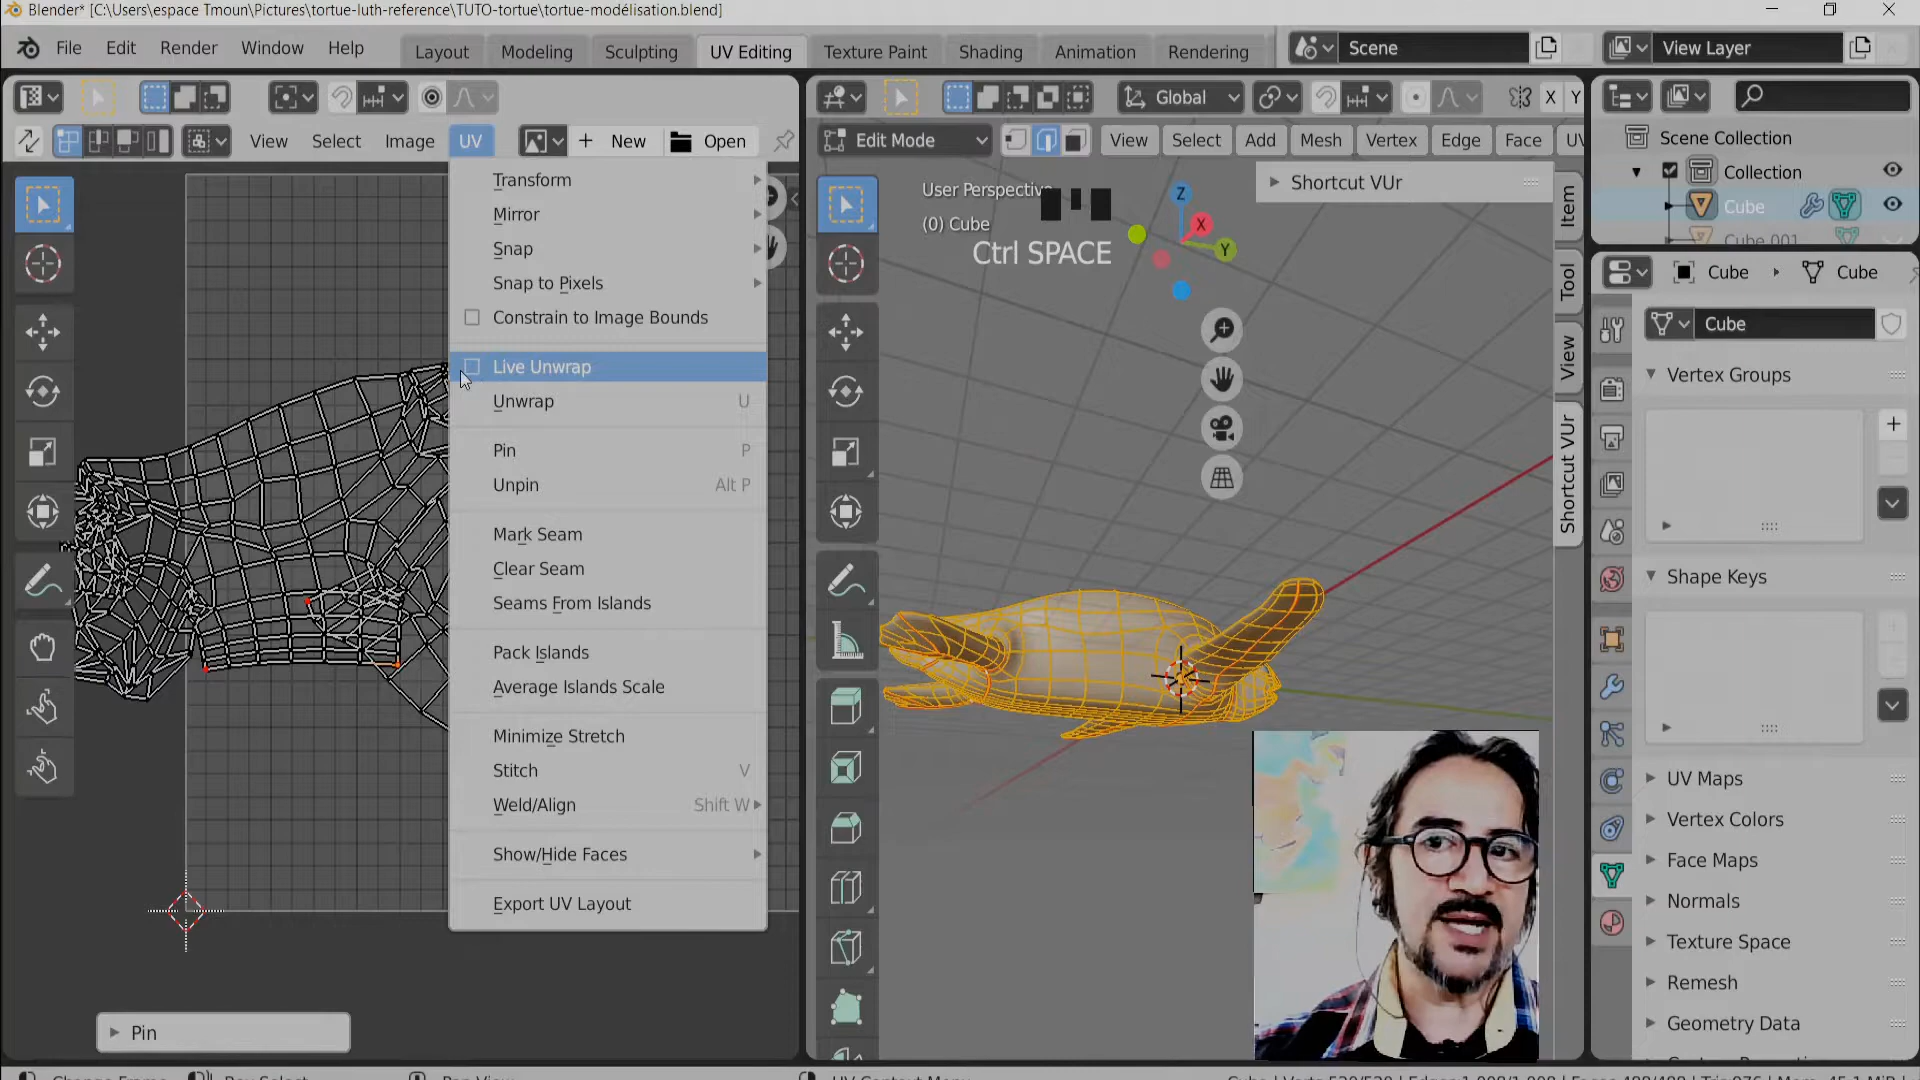 Blender* [C:\Users\espace Tmoun\Pictures\tortue-luth-reference\TUTO-tortue\tortue-modélisation.blend]
File Edit Render Window Help Layout Modeling Sculpting UV Editing Texture Paint Shading Animation Rendering Scene View Layer
Global X Y
View Select Image UV + New Open Edit Mode View Select Add Mesh Vertex Edge Face UV
Scene Collection
Collection
Cube
Cube.001
Transform
Mirror
Snap
Snap to Pixels
Constrain to Image Bounds
Live Unwrap
Unwrap U
Pin P
Unpin Alt P
Mark Seam
Clear Seam
Seams From Islands
Pack Islands
Average Islands Scale
Minimize Stretch
Stitch V
Weld/Align Shift W
Show/Hide Faces
Export UV Layout
Pin
User Perspective
(0) Cube
Ctrl SPACE
Z
X
Y
Shortcut VUr
Item
Tool
View
Shortcut VUr
Cube Cube
Cube
Vertex Groups
Shape Keys
UV Maps
Vertex Colors
Face Maps
Normals
Texture Space
Remesh
Geometry Data